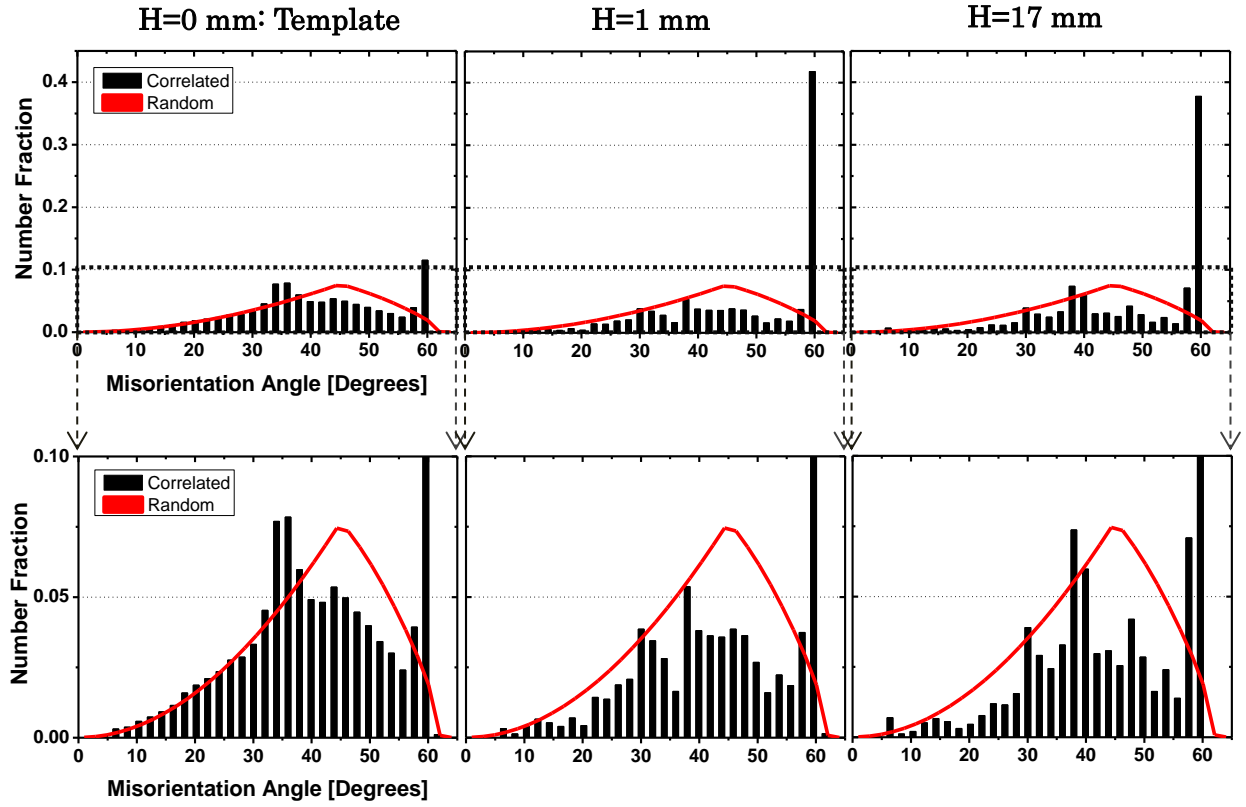 H=0 mm: Template
H=1 mm
H=17 mm
Number Fraction
0.4
0.3
0.2
0.1
0.0
Correlated
Random
0 10 20 30 40 50 60
0 10 20 30 40 50 60
0 10 20 30 40 50 60
Misorientation Angle [Degrees]
Number Fraction
0.10
0.05
0.00
Correlated
Random
0 10 20 30 40 50 60
0 10 20 30 40 50 60
0 10 20 30 40 50 60
Misorientation Angle [Degrees]